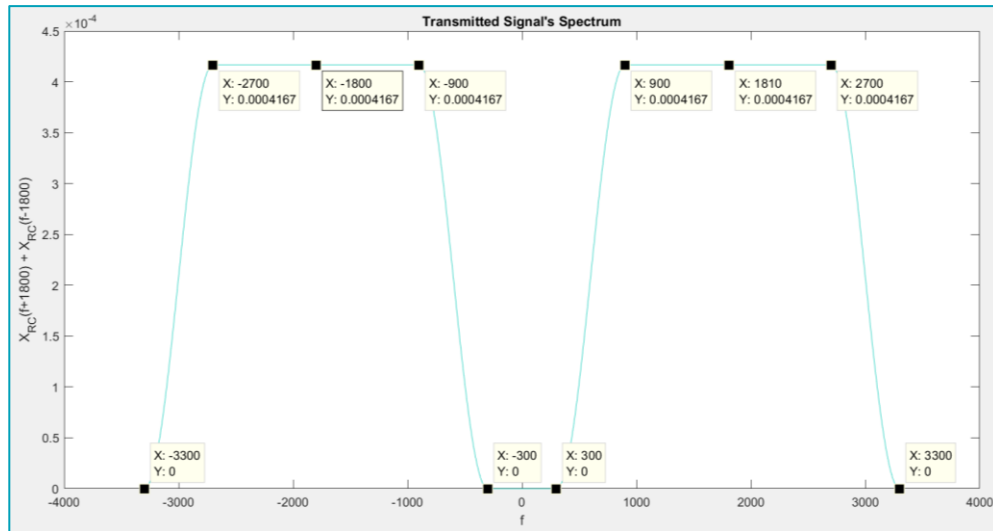 Transmitted Signal's Spectrum
×10-4
4.5
4
3.5
3
2.5
2
1.5
1
0.5
0
XRC(f+1800) + XRC(f-1800)
X: -2700
Y: 0.0004167
X: -1800
Y: 0.0004167
X: -900
Y: 0.0004167
X: 900
Y: 0.0004167
X: 1810
Y: 0.0004167
X: 2700
Y: 0.0004167
X: -3300
Y: 0
X: -300
Y: 0
X: 300
Y: 0
X: 3300
Y: 0
-4000 -3000 -2000 -1000 0 1000 2000 3000 4000
f